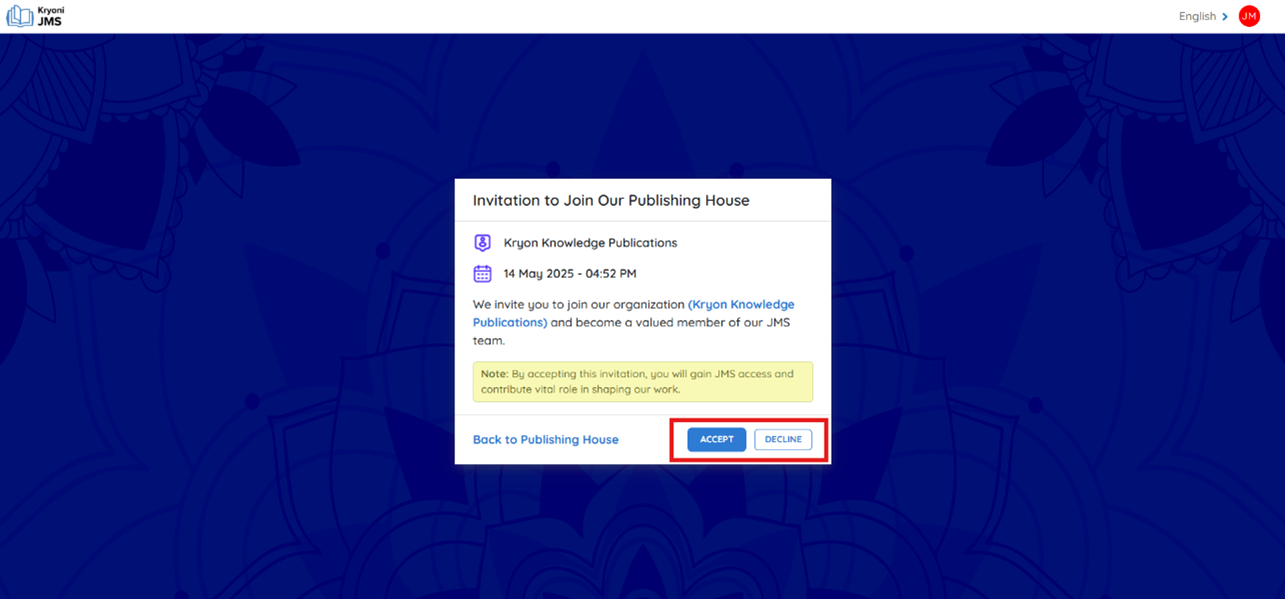 Kryoni
JMS
English
JM
Invitation to Join Our Publishing House
Kryon Knowledge Publications
14 May 2025 - 04:52 PM
We invite you to join our organization (Kryon Knowledge
Publications) and become a valued member of our JMS
team.
Note: By accepting this invitation, you will gain JMS access and
contribute vital role in shaping our work.
Back to Publishing House
ACCEPT
DECLINE